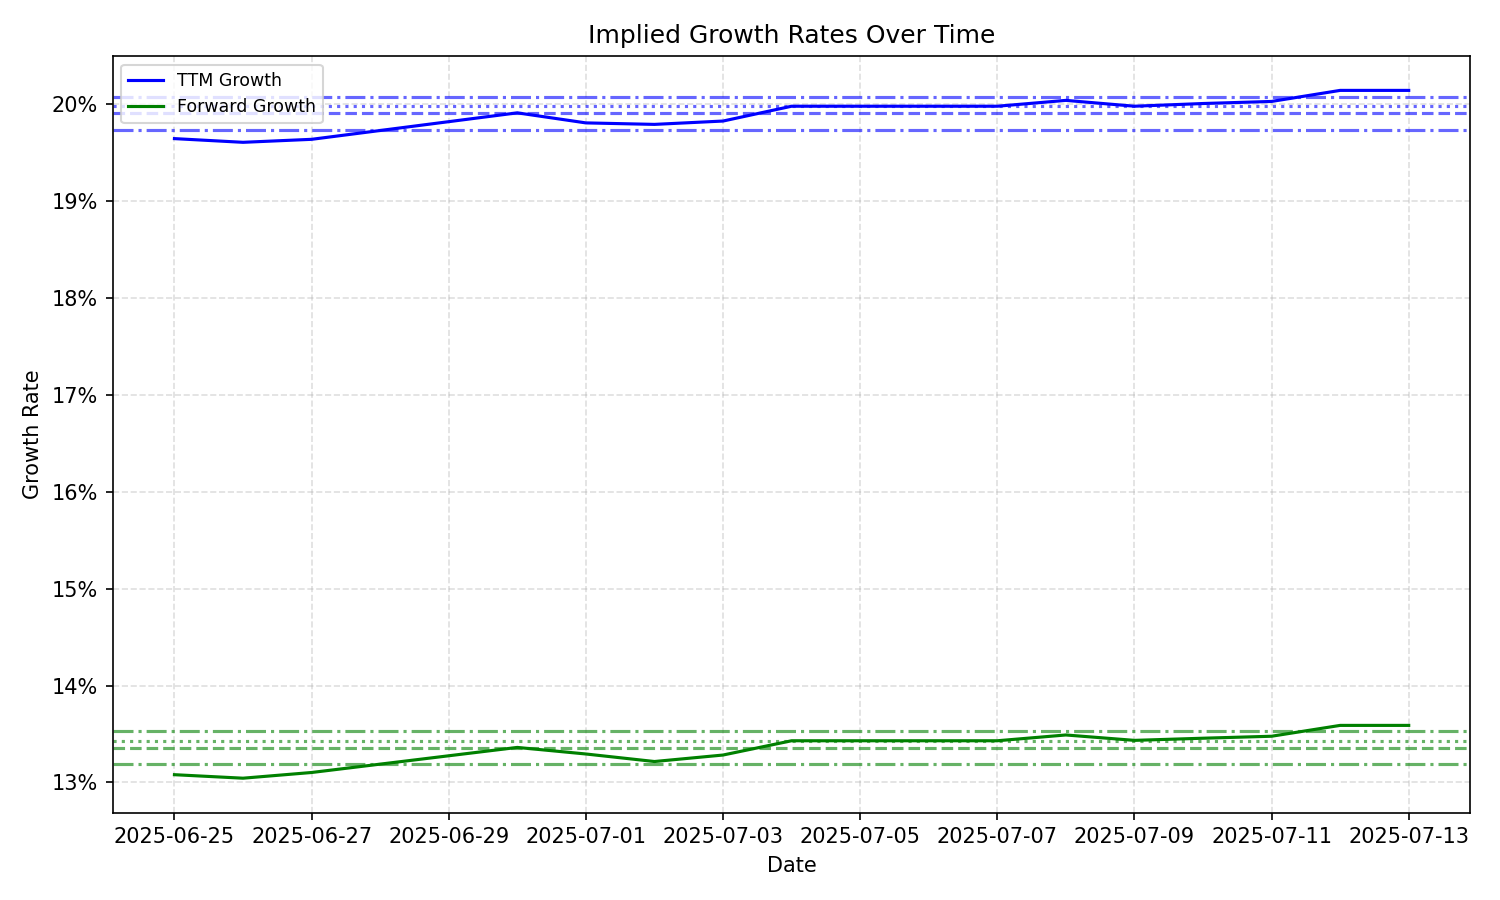 Implied Growth Rates Over Time
TTM Growth
Forward Growth
20%
19%
18%
17%
16%
15%
14%
13%
Growth Rate
2025-06-25 2025-06-27 2025-06-29 2025-07-01 2025-07-03 2025-07-05 2025-07-07 2025-07-09 2025-07-11 2025-07-13
Date